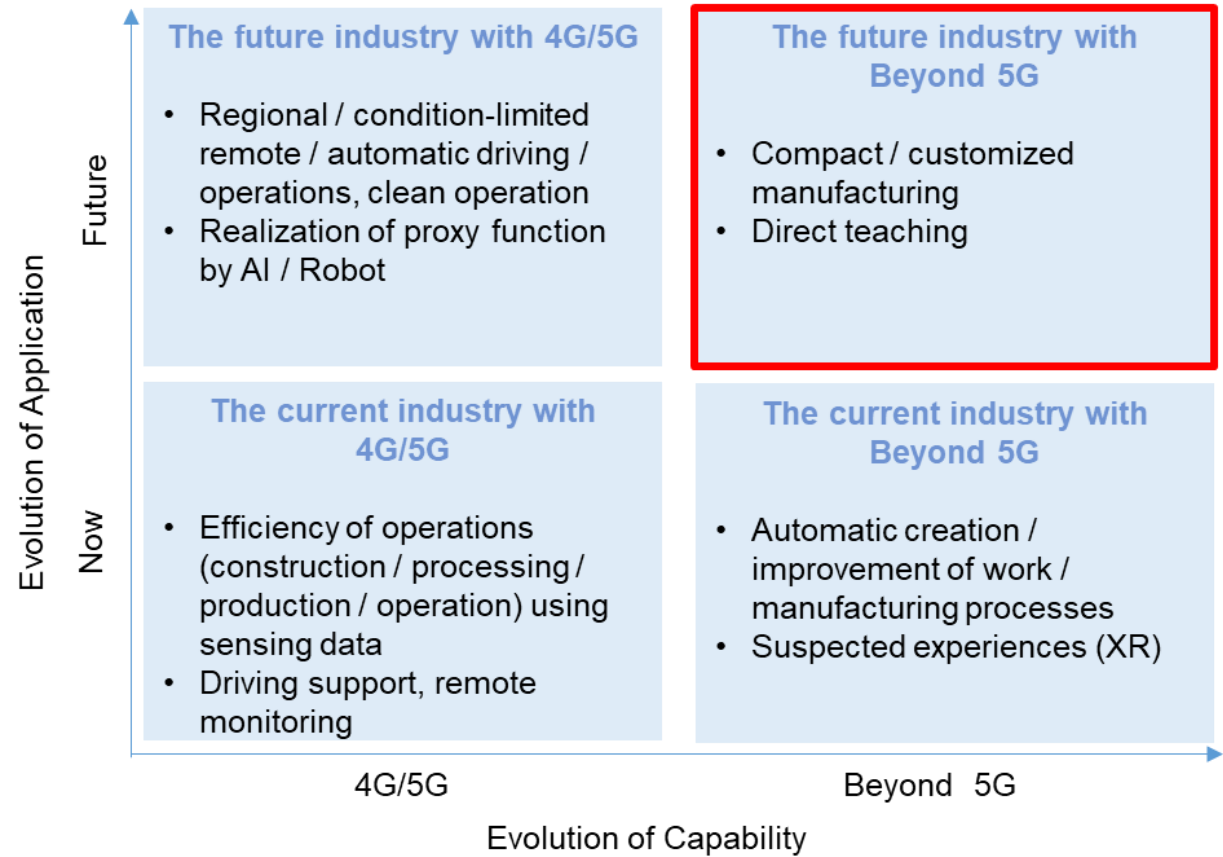 The future industry with 4G/5G
• Regional / condition-limited
remote / automatic driving /
operations, clean operation
• Realization of proxy function
by AI / Robot
The future industry with
Beyond 5G
• Compact / customized
manufacturing
• Direct teaching
The current industry with
4G/5G
• Efficiency of operations
(construction / processing /
production / operation) using
sensing data
• Driving support, remote
monitoring
The current industry with
Beyond 5G
• Automatic creation /
improvement of work /
manufacturing processes
• Suspected experiences (XR)
Evolution of Application
Future
Now
4G/5G
Beyond 5G
Evolution of Capability